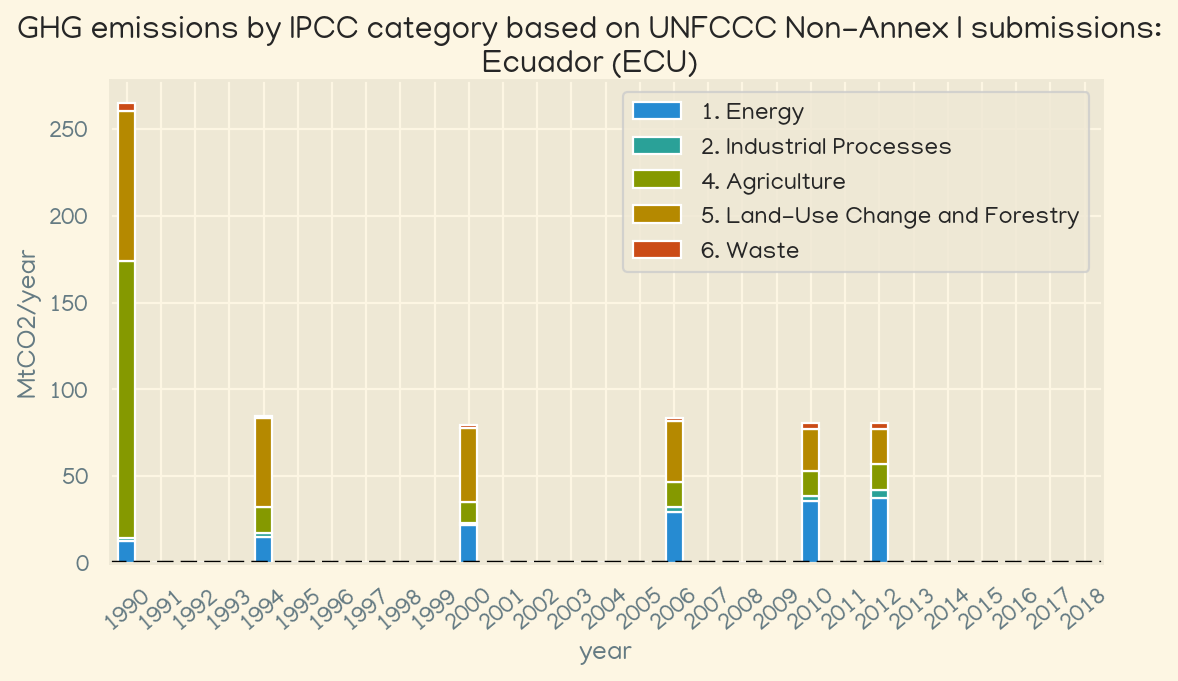 GHG emissions by IPCC category based on UNFCCC Non-Annex I submissions:
Ecuador (ECU)
1. Energy
2. Industrial Processes
4. Agriculture
5. Land-Use Change and Forestry
6. Waste
MtCO2/year
250
200
150
100
50
0
1990 1991 1992 1993 1994 1995 1996 1997 1998 1999 2000 2001 2002 2003 2004 2005 2006 2007 2008 2009 2010 2011 2012 2013 2014 2015 2016 2017 2018
year